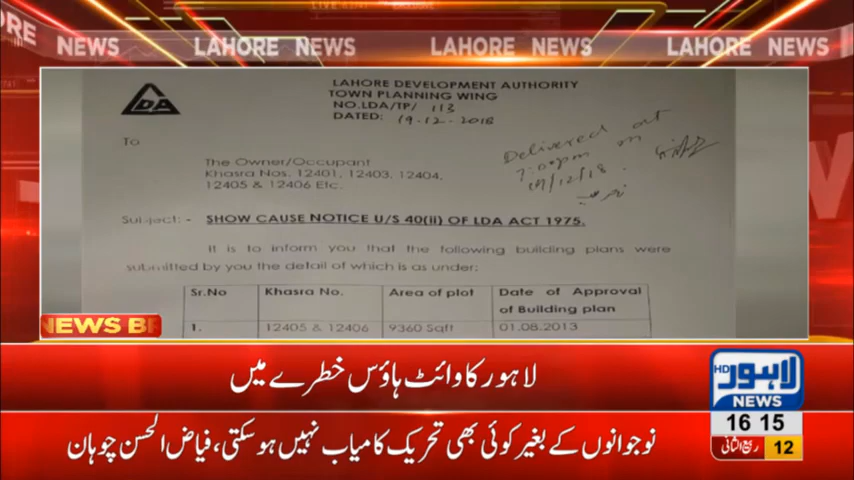 LAHORE NEWS
LAHORE NEWS
LAHORE NEWS
LAHORE NEWS
LDA
LAHORE DEVELOPMENT AUTHORITY
TOWN PLANNING WING
NO.LDA/TP/ 113
DATED: 19-12-2018
Delivered at
7:00pm on
19/12/18
To
The Owner/Occupant
Khasra Nos. 12401, 12403, 12404,
12405 & 12406 Etc.
Subject: - SHOW CAUSE NOTICE U/S 40(ii) OF LDA ACT 1975.
It is to inform you that the following building plans were
submitted by you the detail of which is as under:
Sr.No Khasra No. Area of plot Date of Approval of Building plan
1. 12405 & 12406 9360 Sqft 01.08.2013
NEWS BR
لاہور کا وائٹ ہاؤس خطرے میں
نوجوانوں کے بغیر کوئی بھی تحریک کامیاب نہیں ہوسکتی، فیاض الحسن چوہان
HD لاہور
NEWS
16 15
12 ربیع الثانی